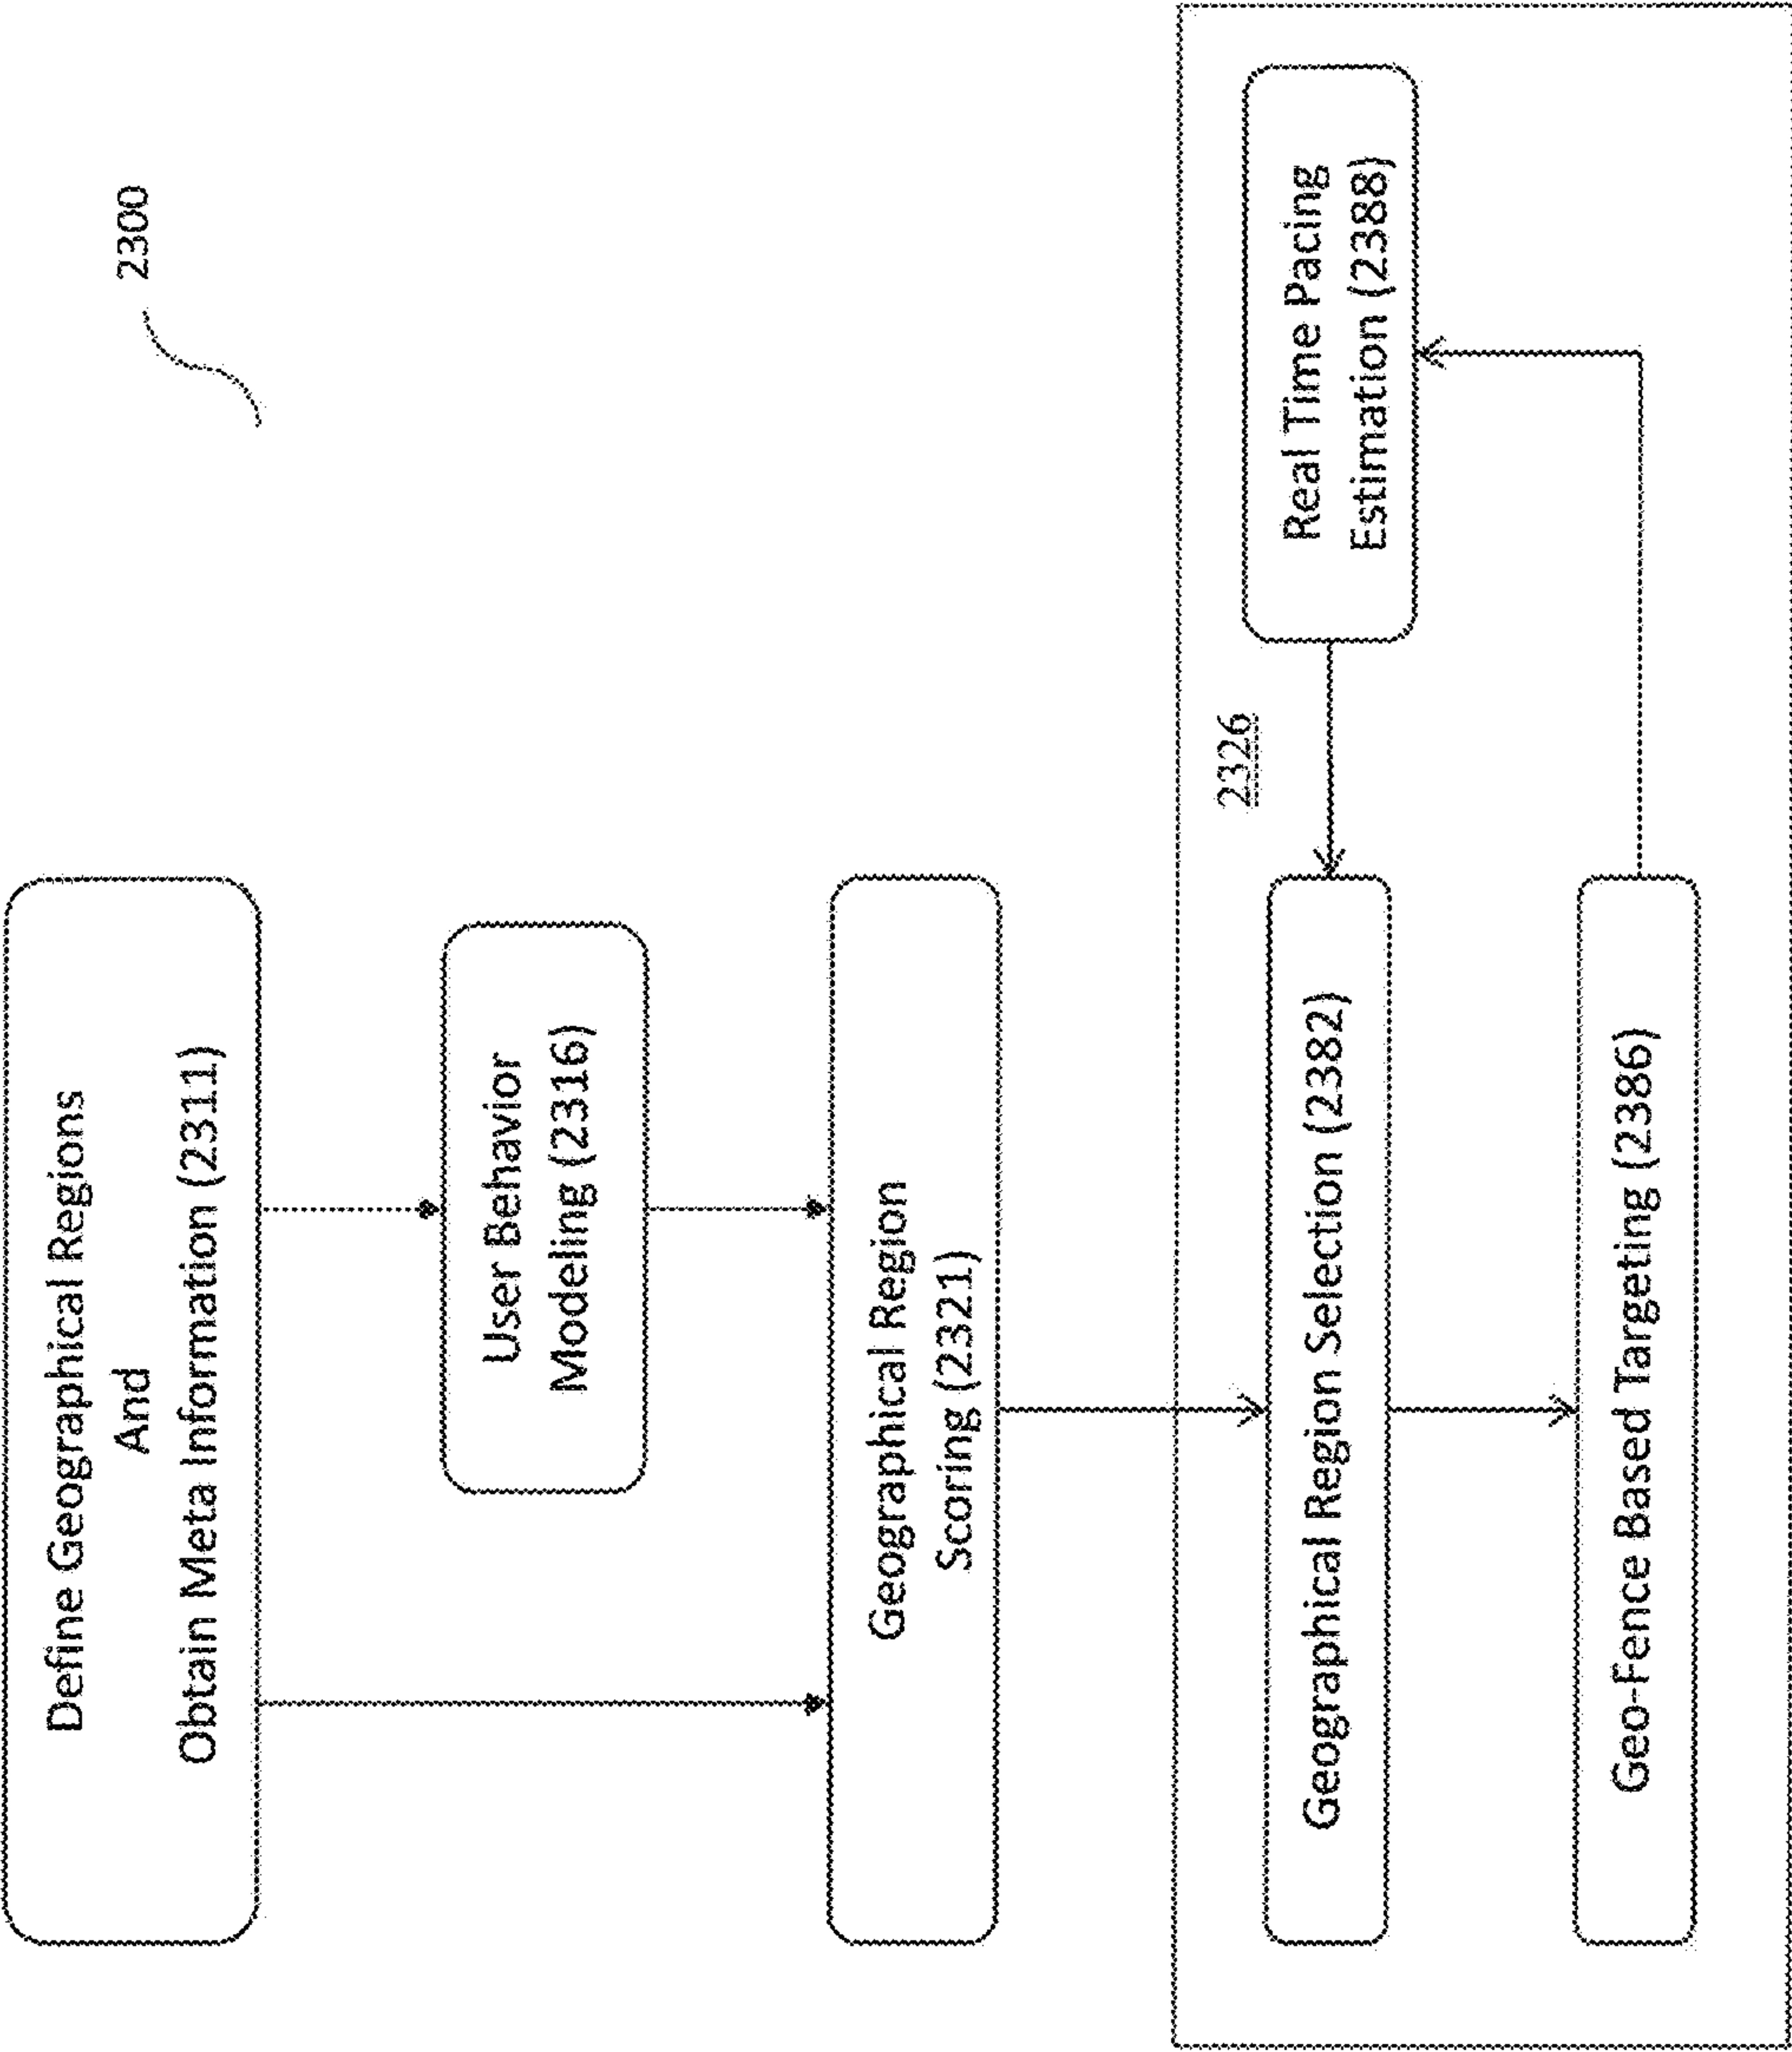 2300
Define Geographical Regions
And
Obtain Meta Information (2311)
User Behavior
Modeling (2316)
Geographical Region
Scoring (2321)
2326
Real Time Pacing
Estimation (2388)
Geographical Region Selection (2382)
Geo-Fence Based Targeting (2386)